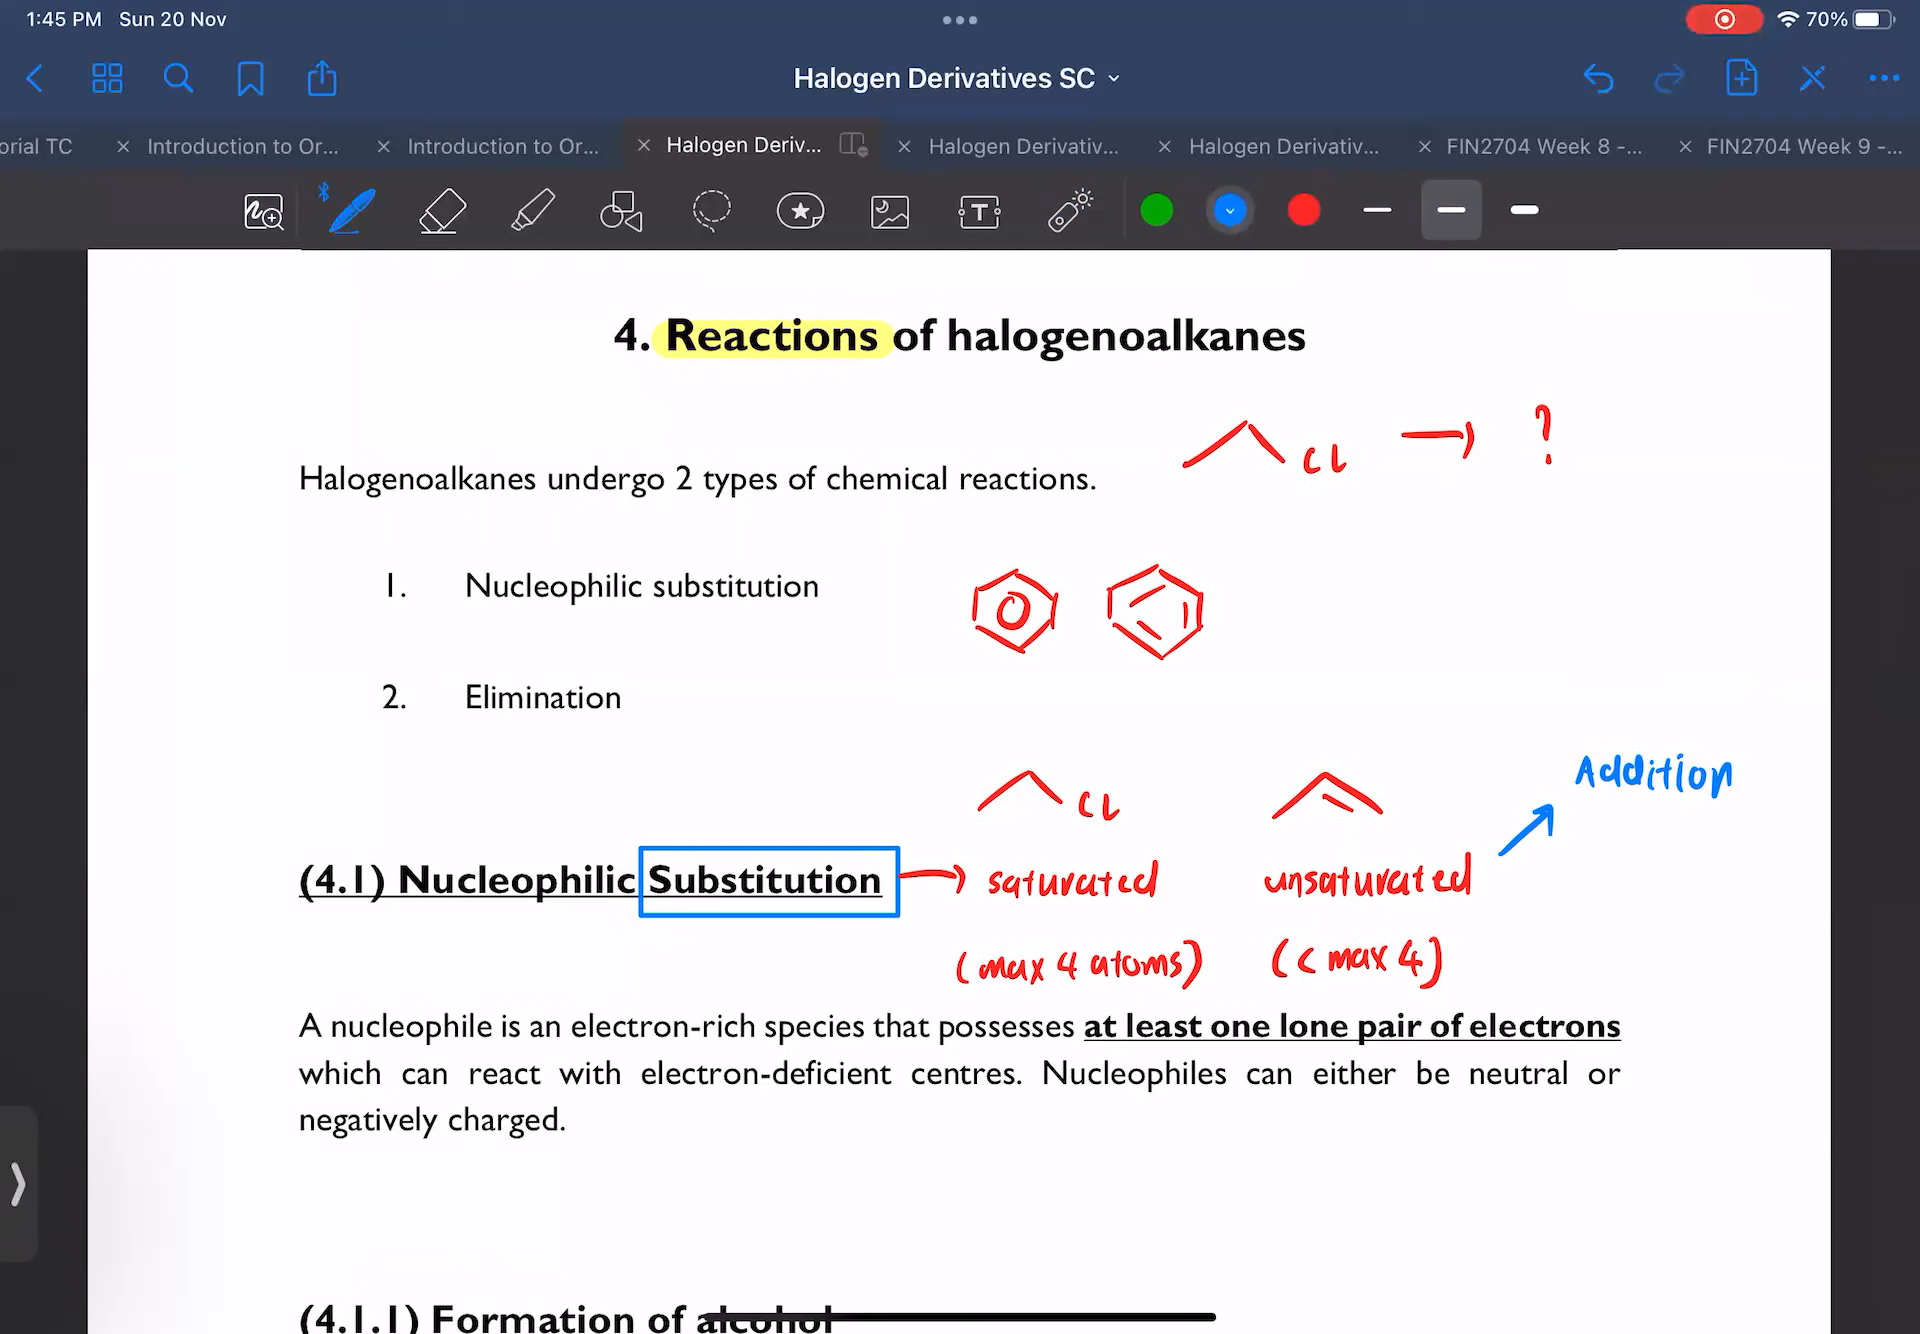 1:45 PM Sun 20 Nov
70%
Halogen Derivatives SC
orial TC
Introduction to Or...
Introduction to Or...
Halogen Deriv...
Halogen Derivativ...
Halogen Derivativ...
FIN2704 Week 8 -...
FIN2704 Week 9 -...
T
4. Reactions of halogenoalkanes
Cl → ?
Halogenoalkanes undergo 2 types of chemical reactions.
1. Nucleophilic substitution
2. Elimination
Addition
Cl
(4.1) Nucleophilic Substitution → saturated unsaturated
(max 4 atoms) (< max 4)
A nucleophile is an electron-rich species that possesses at least one lone pair of electrons
which can react with electron-deficient centres. Nucleophiles can either be neutral or
negatively charged.
(4.1.1) Formation of alcohol